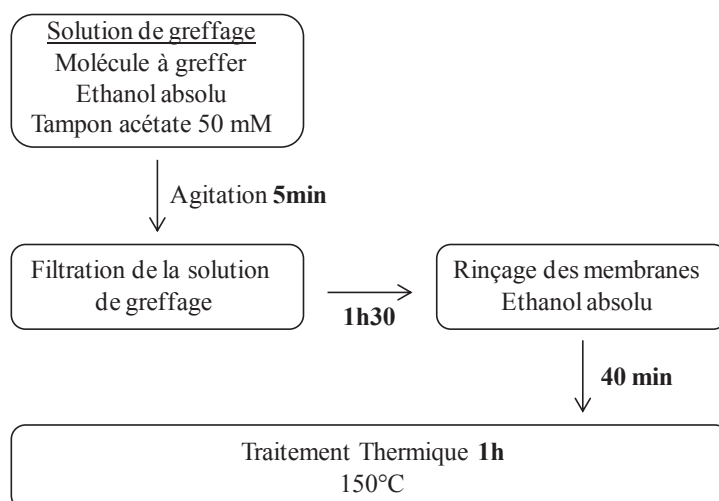 Solution de greffage
Molécule à greffer
Ethanol absolu
Tampon acétate 50 mM
Agitation 5min
Filtration de la solution
de greffage
1h30
Rinçage des membranes
Ethanol absolu
40 min
Traitement Thermique 1h
150°C